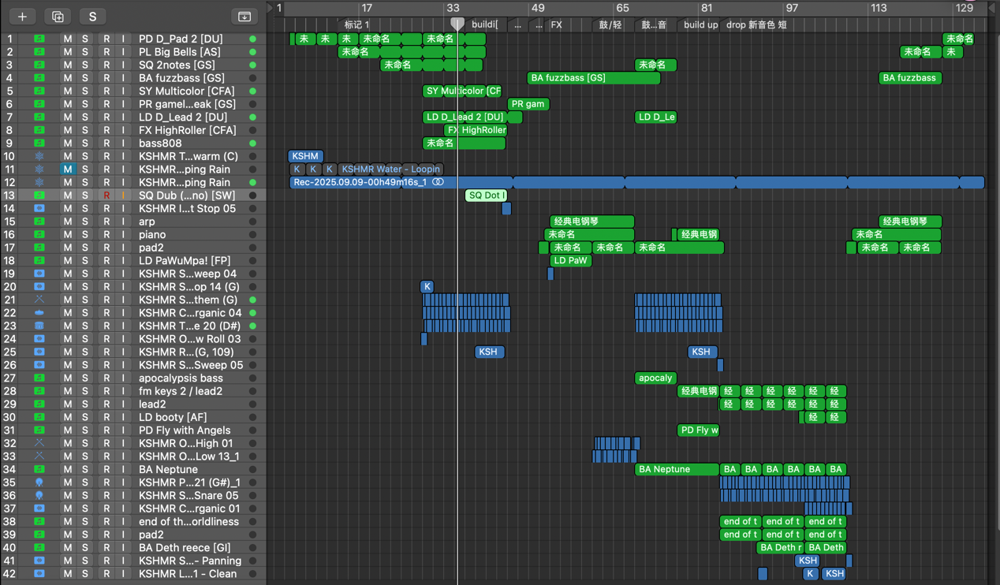 S
1 17 33 49 65 81 97 113 129
标记 1 buildi[ ... ... FX 鼓/轻 鼓...音 build up drop 新音色 短
1 M S R I PD D_Pad 2 [DU] 未 未 未 未命名 未命名 未命名
2 M S R I PL Big Bells [AS] 未命名 未命名 未
3 M S R I SQ 2notes [GS] 未命名 未命名
4 M S R I BA fuzzbass [GS] BA fuzzbass [GS] BA fuzzbass
5 M S R I SY Multicolor [CFA] SY Multicolor [CF
6 M S R I PR gamel...eak [GS] PR gam
7 M S R I LD D_Lead 2 [DU] LD D_Lead 2 [DU] LD D_Le
8 M S R I FX HighRoller [CFA] FX HighRoller
9 M S R I bass808 未命名
10 M S R I KSHMR T...warm (C) KSHM
11 M S R I KSHMR...ping Rain K K K KSHMR Water - Loopin
12 M S R I KSHMR...ping Rain Rec-2025.09.09-00h49m16s_1
13 M S R I SQ Dub (...no) [SW] SQ Dot I
14 M S R I KSHMR I...t Stop 05
15 M S R I arp 经典电钢琴 经典电钢琴
16 M S R I piano 未命名 经典电钢 未命名
17 M S R I pad2 未命名 未命名 未命名 未命名 未命名
18 M S R I LD PaWuMpa! [FP] LD PaW
19 M S R I KSHMR S...weep 04
20 M S R I KSHMR S...op 14 (G) K
21 M S R I KSHMR S...them (G)
22 M S R I KSHMR C...rganic 04
23 M S R I KSHMR T...e 20 (D#)
24 M S R I KSHMR O...w Roll 03
25 M S R I KSHMR R...(G, 109) KSH KSH
26 M S R I KSHMR S...Sweep 05
27 M S R I apocalypsis bass apocaly
28 M S R I fm keys 2 / lead2 经典电钢 经 经 经 经 经 经
29 M S R I lead2 经 经 经 经 经 经
30 M S R I LD booty [AF] 经 经
31 M S R I PD Fly with Angels PD Fly w
32 M S R I KSHMR O...High 01
33 M S R I KSHMR O...Low 13_1
34 M S R I BA Neptune BA Neptune BA BA BA BA BA BA
35 M S R I KSHMR P...21 (G#)_1
36 M S R I KSHMR S...Snare 05
37 M S R I KSHMR C...rganic 01
38 M S R I end of th...orldliness end of t end of t end of t
39 M S R I pad2 end of t end of t end of t
40 M S R I BA Deth reece [GI] BA Deth r BA Deth
41 M S R I KSHMR S...- Panning KSH
42 M S R I KSHMR L...1 - Clean K KSH